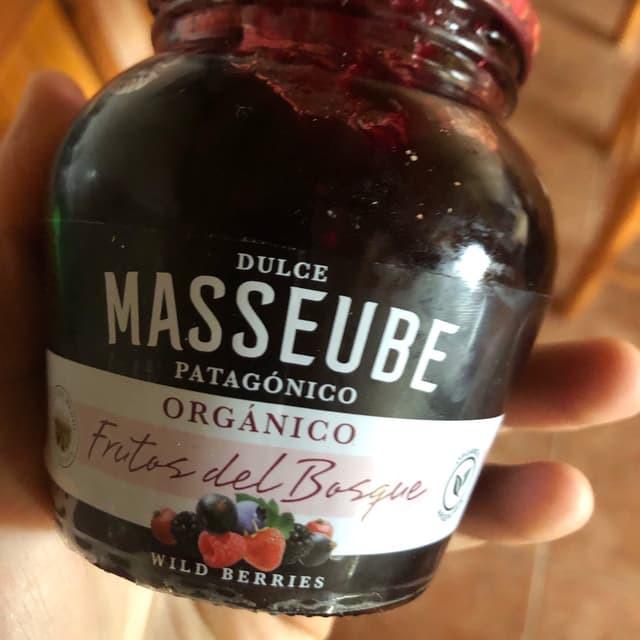 DULCE
MASSEUBE
PATAGÓNICO
ORGÁNICO
Frutos del Bosque
WILD BERRIES